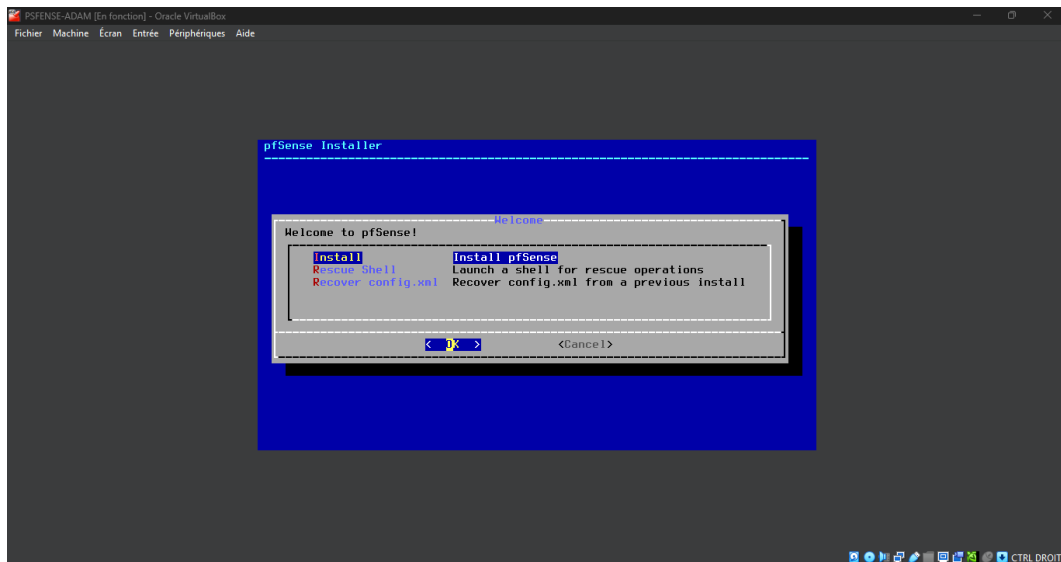 PSFENSE-ADAM [En fonction] - Oracle VirtualBox
Fichier Machine Écran Entrée Périphériques Aide
pfSense Installer
Welcome
Welcome to pfSense!
Install Install pfSense
Rescue Shell Launch a shell for rescue operations
Recover config.xml Recover config.xml from a previous install
< OK > <Cancel>
CTRL DROITE